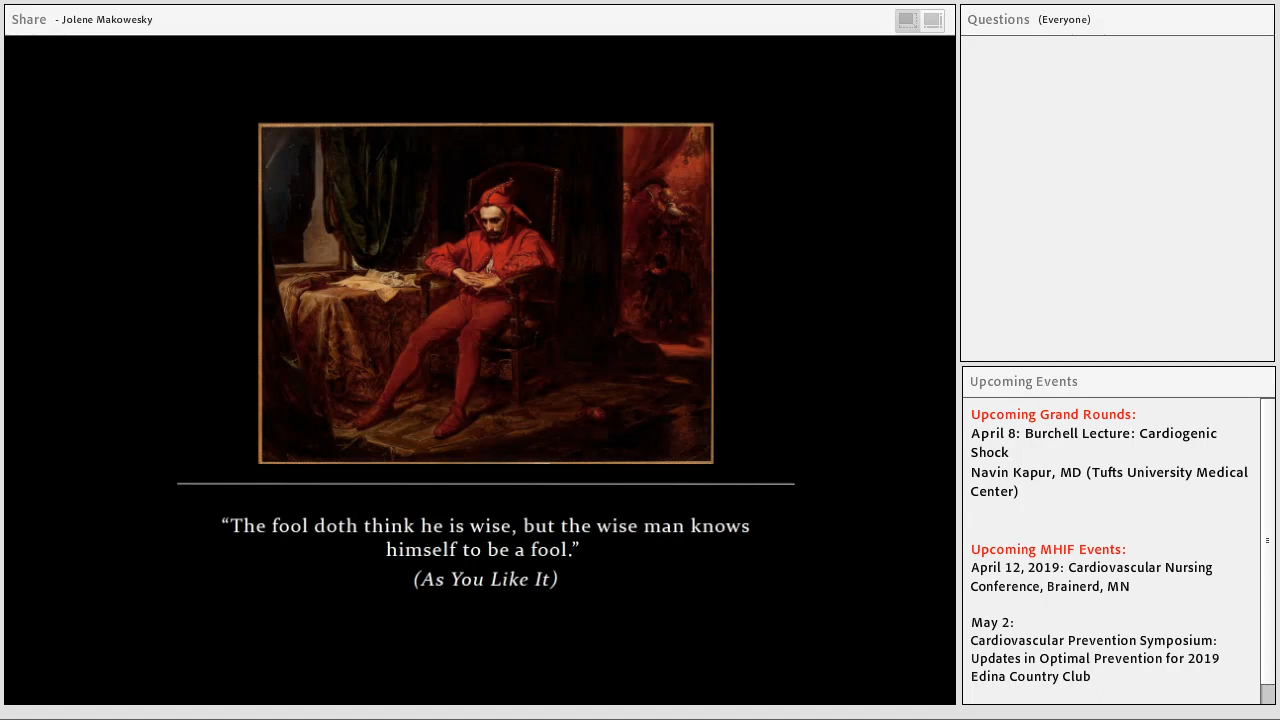 Share - Jolene Makowesky
“The fool doth think he is wise, but the wise man knows
himself to be a fool.”
(As You Like It)
Questions (Everyone)
Upcoming Events
Upcoming Grand Rounds:
April 8: Burchell Lecture: Cardiogenic
Shock
Navin Kapur, MD (Tufts University Medical
Center)
Upcoming MHIF Events:
April 12, 2019: Cardiovascular Nursing
Conference, Brainerd, MN
May 2:
Cardiovascular Prevention Symposium:
Updates in Optimal Prevention for 2019
Edina Country Club